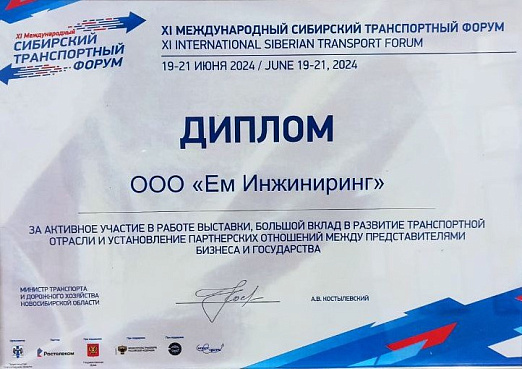 XI Международный
СИБИРСКИЙ
ТРАНСПОРТНЫЙ
ФОРУМ
XI МЕЖДУНАРОДНЫЙ СИБИРСКИЙ ТРАНСПОРТНЫЙ ФОРУМ
XI INTERNATIONAL SIBERIAN TRANSPORT FORUM
19-21 ИЮНЯ 2024 / JUNE 19-21, 2024
ДИПЛОМ
ООО «Ем Инжиниринг»
ЗА АКТИВНОЕ УЧАСТИЕ В РАБОТЕ ВЫСТАВКИ, БОЛЬШОЙ ВКЛАД В РАЗВИТИЕ ТРАНСПОРТНОЙ
ОТРАСЛИ И УСТАНОВЛЕНИЕ ПАРТНЕРСКИХ ОТНОШЕНИЙ МЕЖДУ ПРЕДСТАВИТЕЛЯМИ
БИЗНЕСА И ГОСУДАРСТВА
МИНИСТР ТРАНСПОРТА
И ДОРОЖНОГО ХОЗЯЙСТВА
НОВОСИБИРСКОЙ ОБЛАСТИ
А.В. КОСТЫЛЕВСКИЙ
Ростелеком